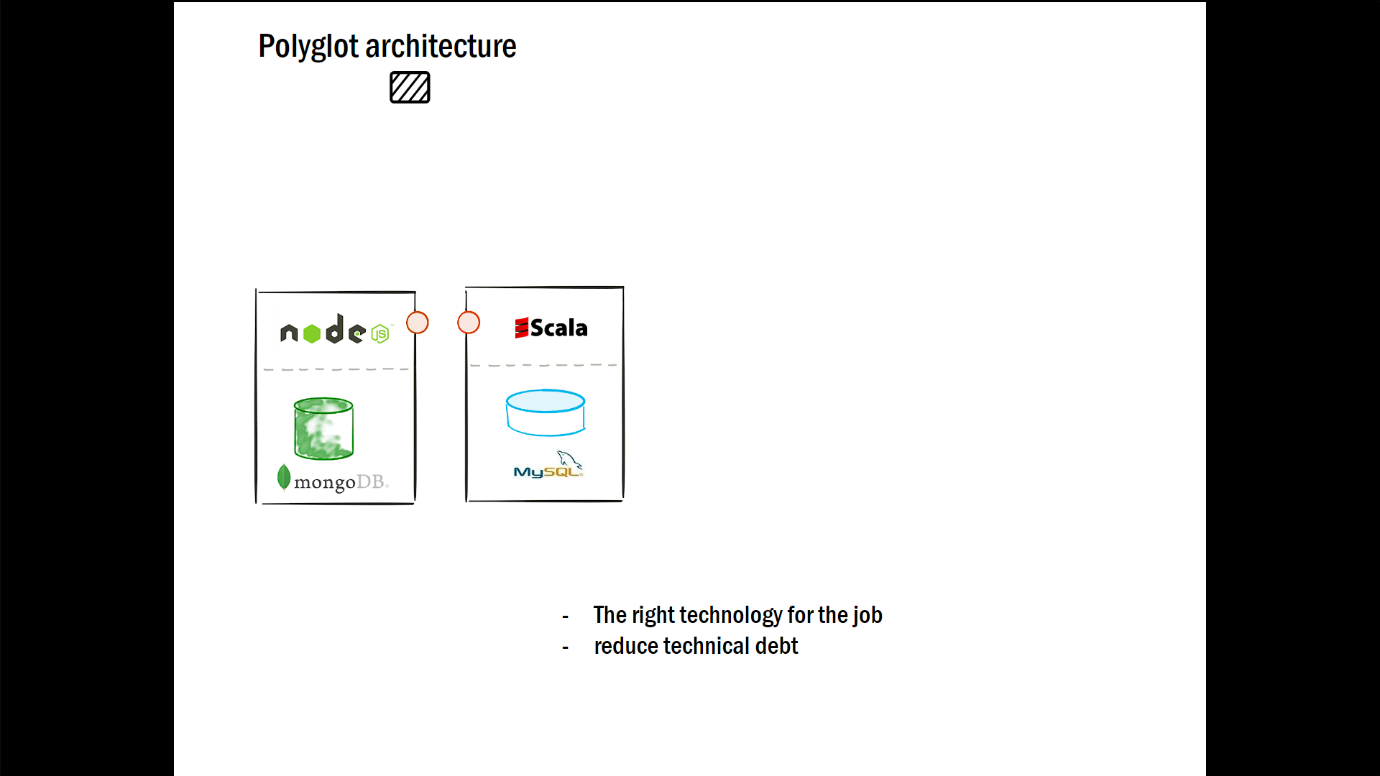 Polyglot architecture
node JS
Scala
mongoDB
MySQL
- The right technology for the job
- reduce technical debt